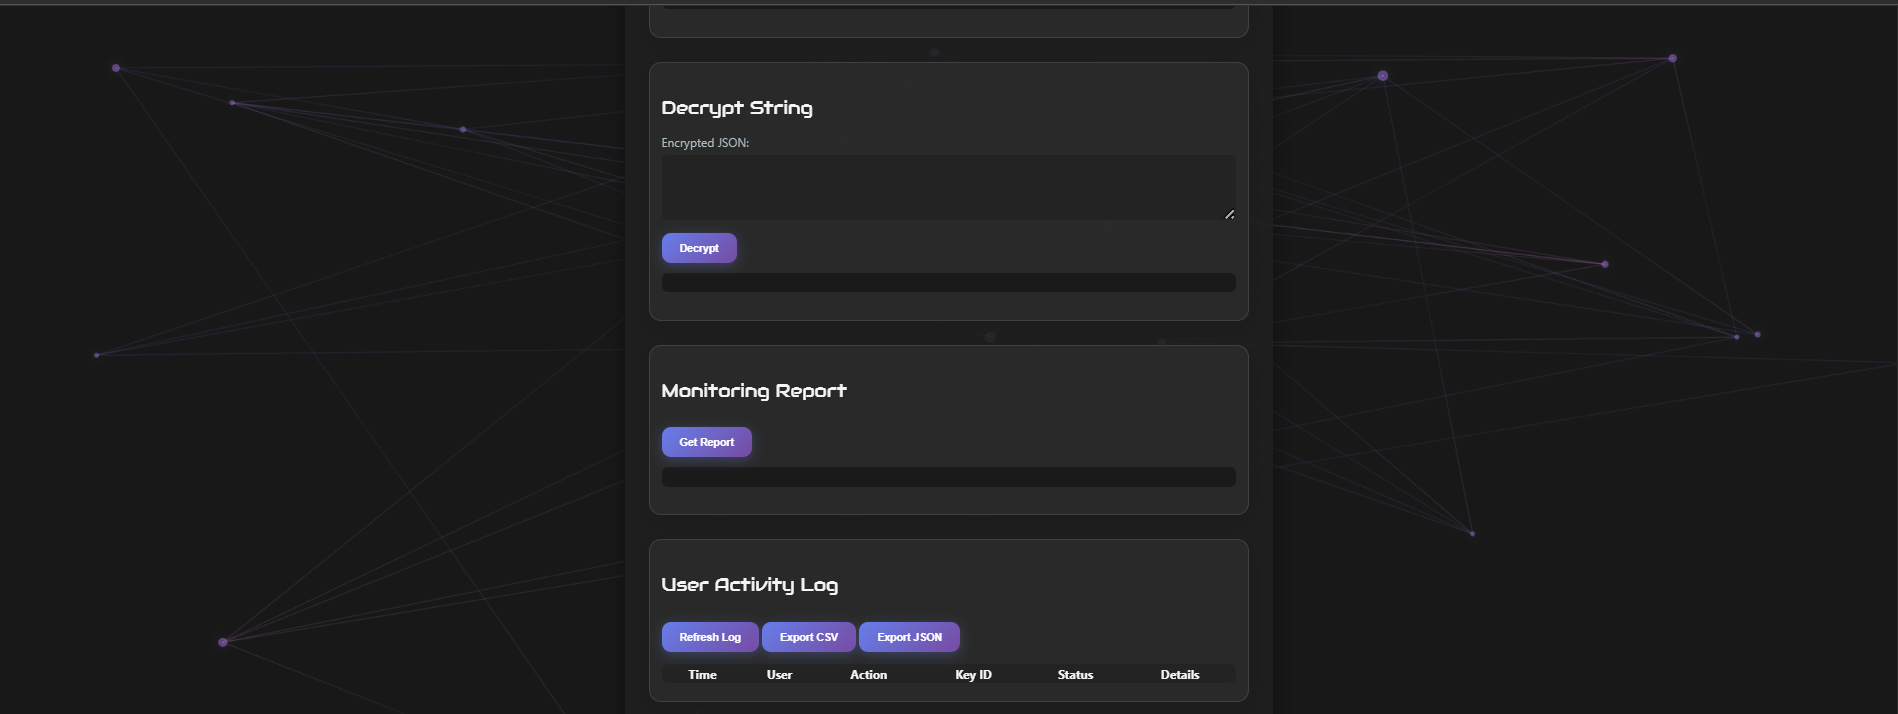 Decrypt String
Encrypted JSON:
Decrypt
Monitoring Report
Get Report
User Activity Log
Refresh Log Export CSV Export JSON
Time User Action Key ID Status Details